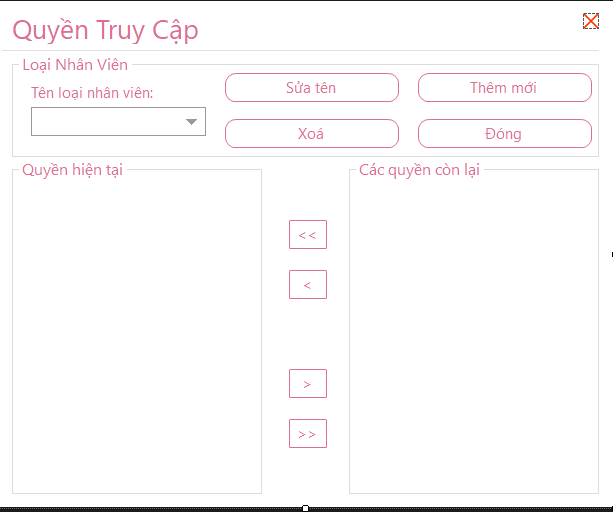 Quyền Truy Cập
Loại Nhân Viên
Tên loại nhân viên:
Sửa tên
Thêm mới
Xoá
Đóng
Quyền hiện tại
Các quyền còn lại
<<
<
>
>>